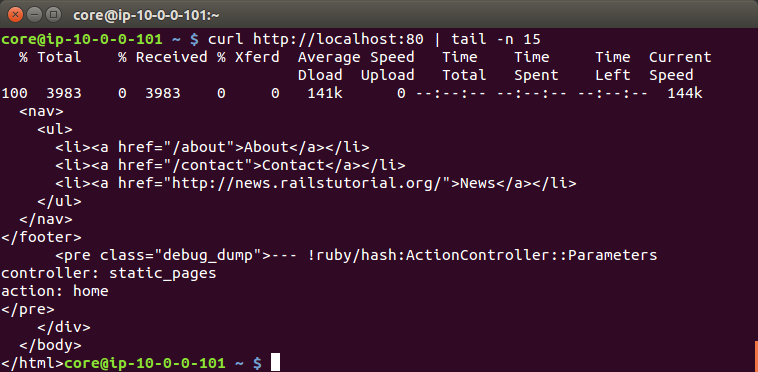 core@ip-10-0-0-101:~
core@ip-10-0-0-101 ~ $ curl http://localhost:80 | tail -n 15
  % Total    % Received % Xferd  Average Speed   Time    Time     Time  Current
                                 Dload  Upload   Total   Spent    Left  Speed
100  3983    0  3983    0     0   141k      0 --:--:-- --:--:-- --:--:--  144k
  <nav>
    <ul>
      <li><a href="/about">About</a></li>
      <li><a href="/contact">Contact</a></li>
      <li><a href="http://news.railstutorial.org/">News</a></li>
    </ul>
  </nav>
</footer>
      <pre class="debug_dump">--- !ruby/hash:ActionController::Parameters
controller: static_pages
action: home
</pre>
    </div>
  </body>
</html>core@ip-10-0-0-101 ~ $